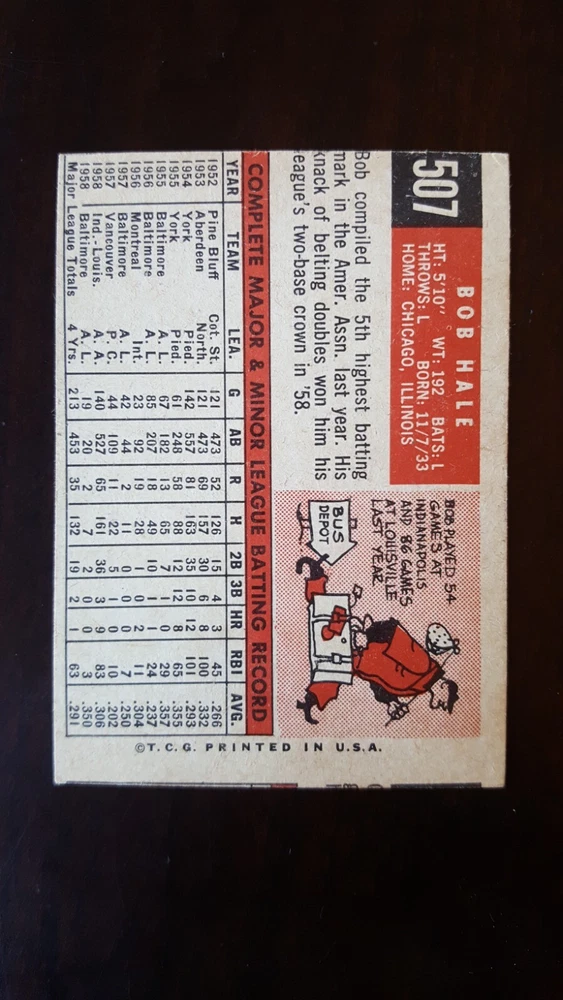 507
BOB HALE
HT: 5'10" WT: 192 BATS: L
THROWS: L BORN: 11/7/33
HOME: CHICAGO, ILLINOIS
Bob compiled the 5th highest batting
mark in the Amer. Assn. last year. His
knack of belting doubles won him his
league's two-base crown in '58.
BOB PLAYED 54
GAMES AT
INDIANAPOLIS
AND 86 GAMES
AT LOUISVILLE
LAST YEAR
BUS
DEPOT
COMPLETE MAJOR & MINOR LEAGUE BATTING RECORD
YEAR TEAM LEA. G AB R H 2B 3B HR RBI AVG.
1952 Pine Bluff Cot. St. 121 473 52 126 15 4 3 45 .266
1953 Aberdeen North. 121 473 69 157 30 6 8 100 .332
1954 York Pied. 142 557 81 163 35 10 12 101 .293
1955 York Pied. 61 248 58 88 12 12 8 65 .355
1955 Baltimore A. L. 67 182 13 65 7 1 0 29 .357
1956 Baltimore A. L. 85 207 18 49 10 1 1 24 .237
1956 Montreal Int. 23 92 19 28 1 0 2 11 .304
1957 Baltimore A. L. 42 44 2 11 0 0 0 7 .250
1957 Vancouver P. C. 44 109 11 22 5 1 0 10 .202
1958 Ind.-Louis. A. A. 140 527 65 161 36 3 9 83 .306
1958 Baltimore A. L. 19 20 2 7 2 0 0 3 .350
Major League Totals 4 Yrs. 213 453 35 132 19 2 1 63 .291
©T.C.G. PRINTED IN U.S.A.